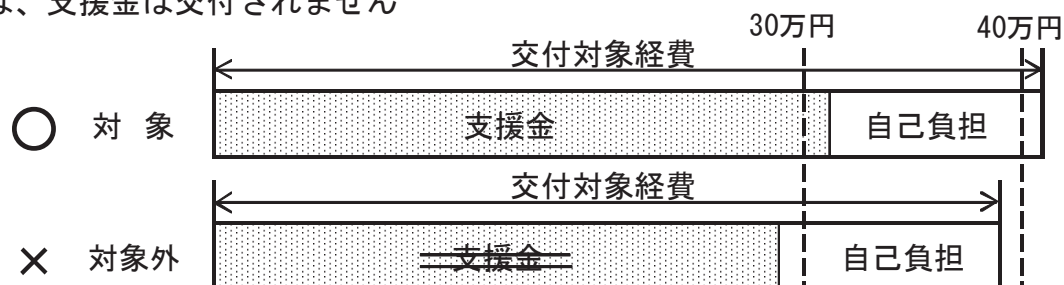 は、支援金は交付されません
30万円 40万円
交付対象経費
○ 対 象 支援金 自己負担
交付対象経費
× 対象外 支援金 自己負担